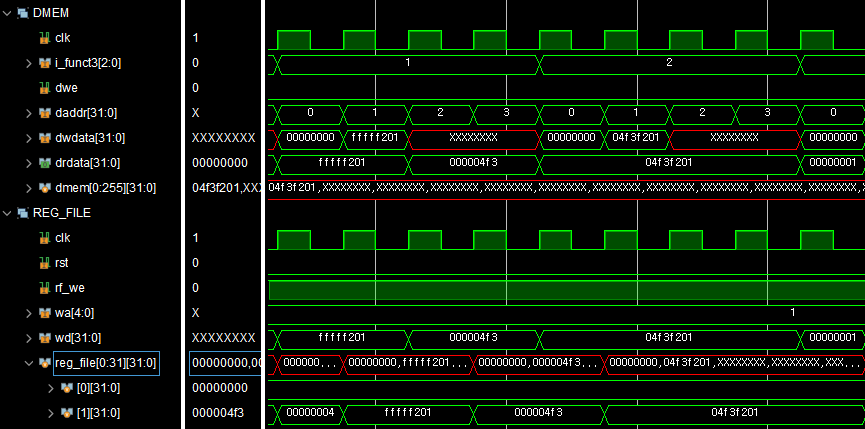 DMEM
clk 1
i_funct3[2:0] 0 1 2
dwe 0
daddr[31:0] X 0 1 2 3 0 1 2 3 0
dwdata[31:0] XXXXXXXX 00000000 fffff201 XXXXXXXX 00000000 04f3f201 XXXXXXXX 00000000
drdata[31:0] 00000000 fffff201 000004f3 04f3f201 00000001
dmem[0:255][31:0] 04f3f201,XXX 04f3f201,XXXXXXXX,XXXXXXXX,XXXXXXXX,XXXXXXXX,XXXXXXXX,XXXXXXXX,XXXXXXXX,XXXXXXXX,XXXXXXXX,XXXXXXXX,XXXXX
REG_FILE
clk 1
rst 0
rf_we 0
wa[4:0] X 1
wd[31:0] XXXXXXXX fffff201 000004f3 04f3f201 00000001
reg_file[0:31][31:0] 00000000,00 000000... 00000000,fffff201... 00000000,000004f3... 00000000,04f3f201,XXXXXXXX,XXXXXXXX,XXX...
[0][31:0] 00000000
[1][31:0] 000004f3 00000004 fffff201 000004f3 04f3f201